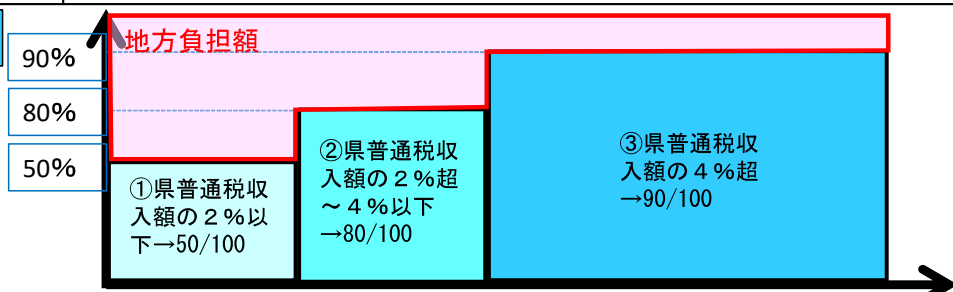 地方負担額
90%
80%
50%
①県普通税収
入額の２%以
下→50/100
②県普通税収
入額の２%超
～４%以下
→80/100
③県普通税収
入額の４%超
→90/100